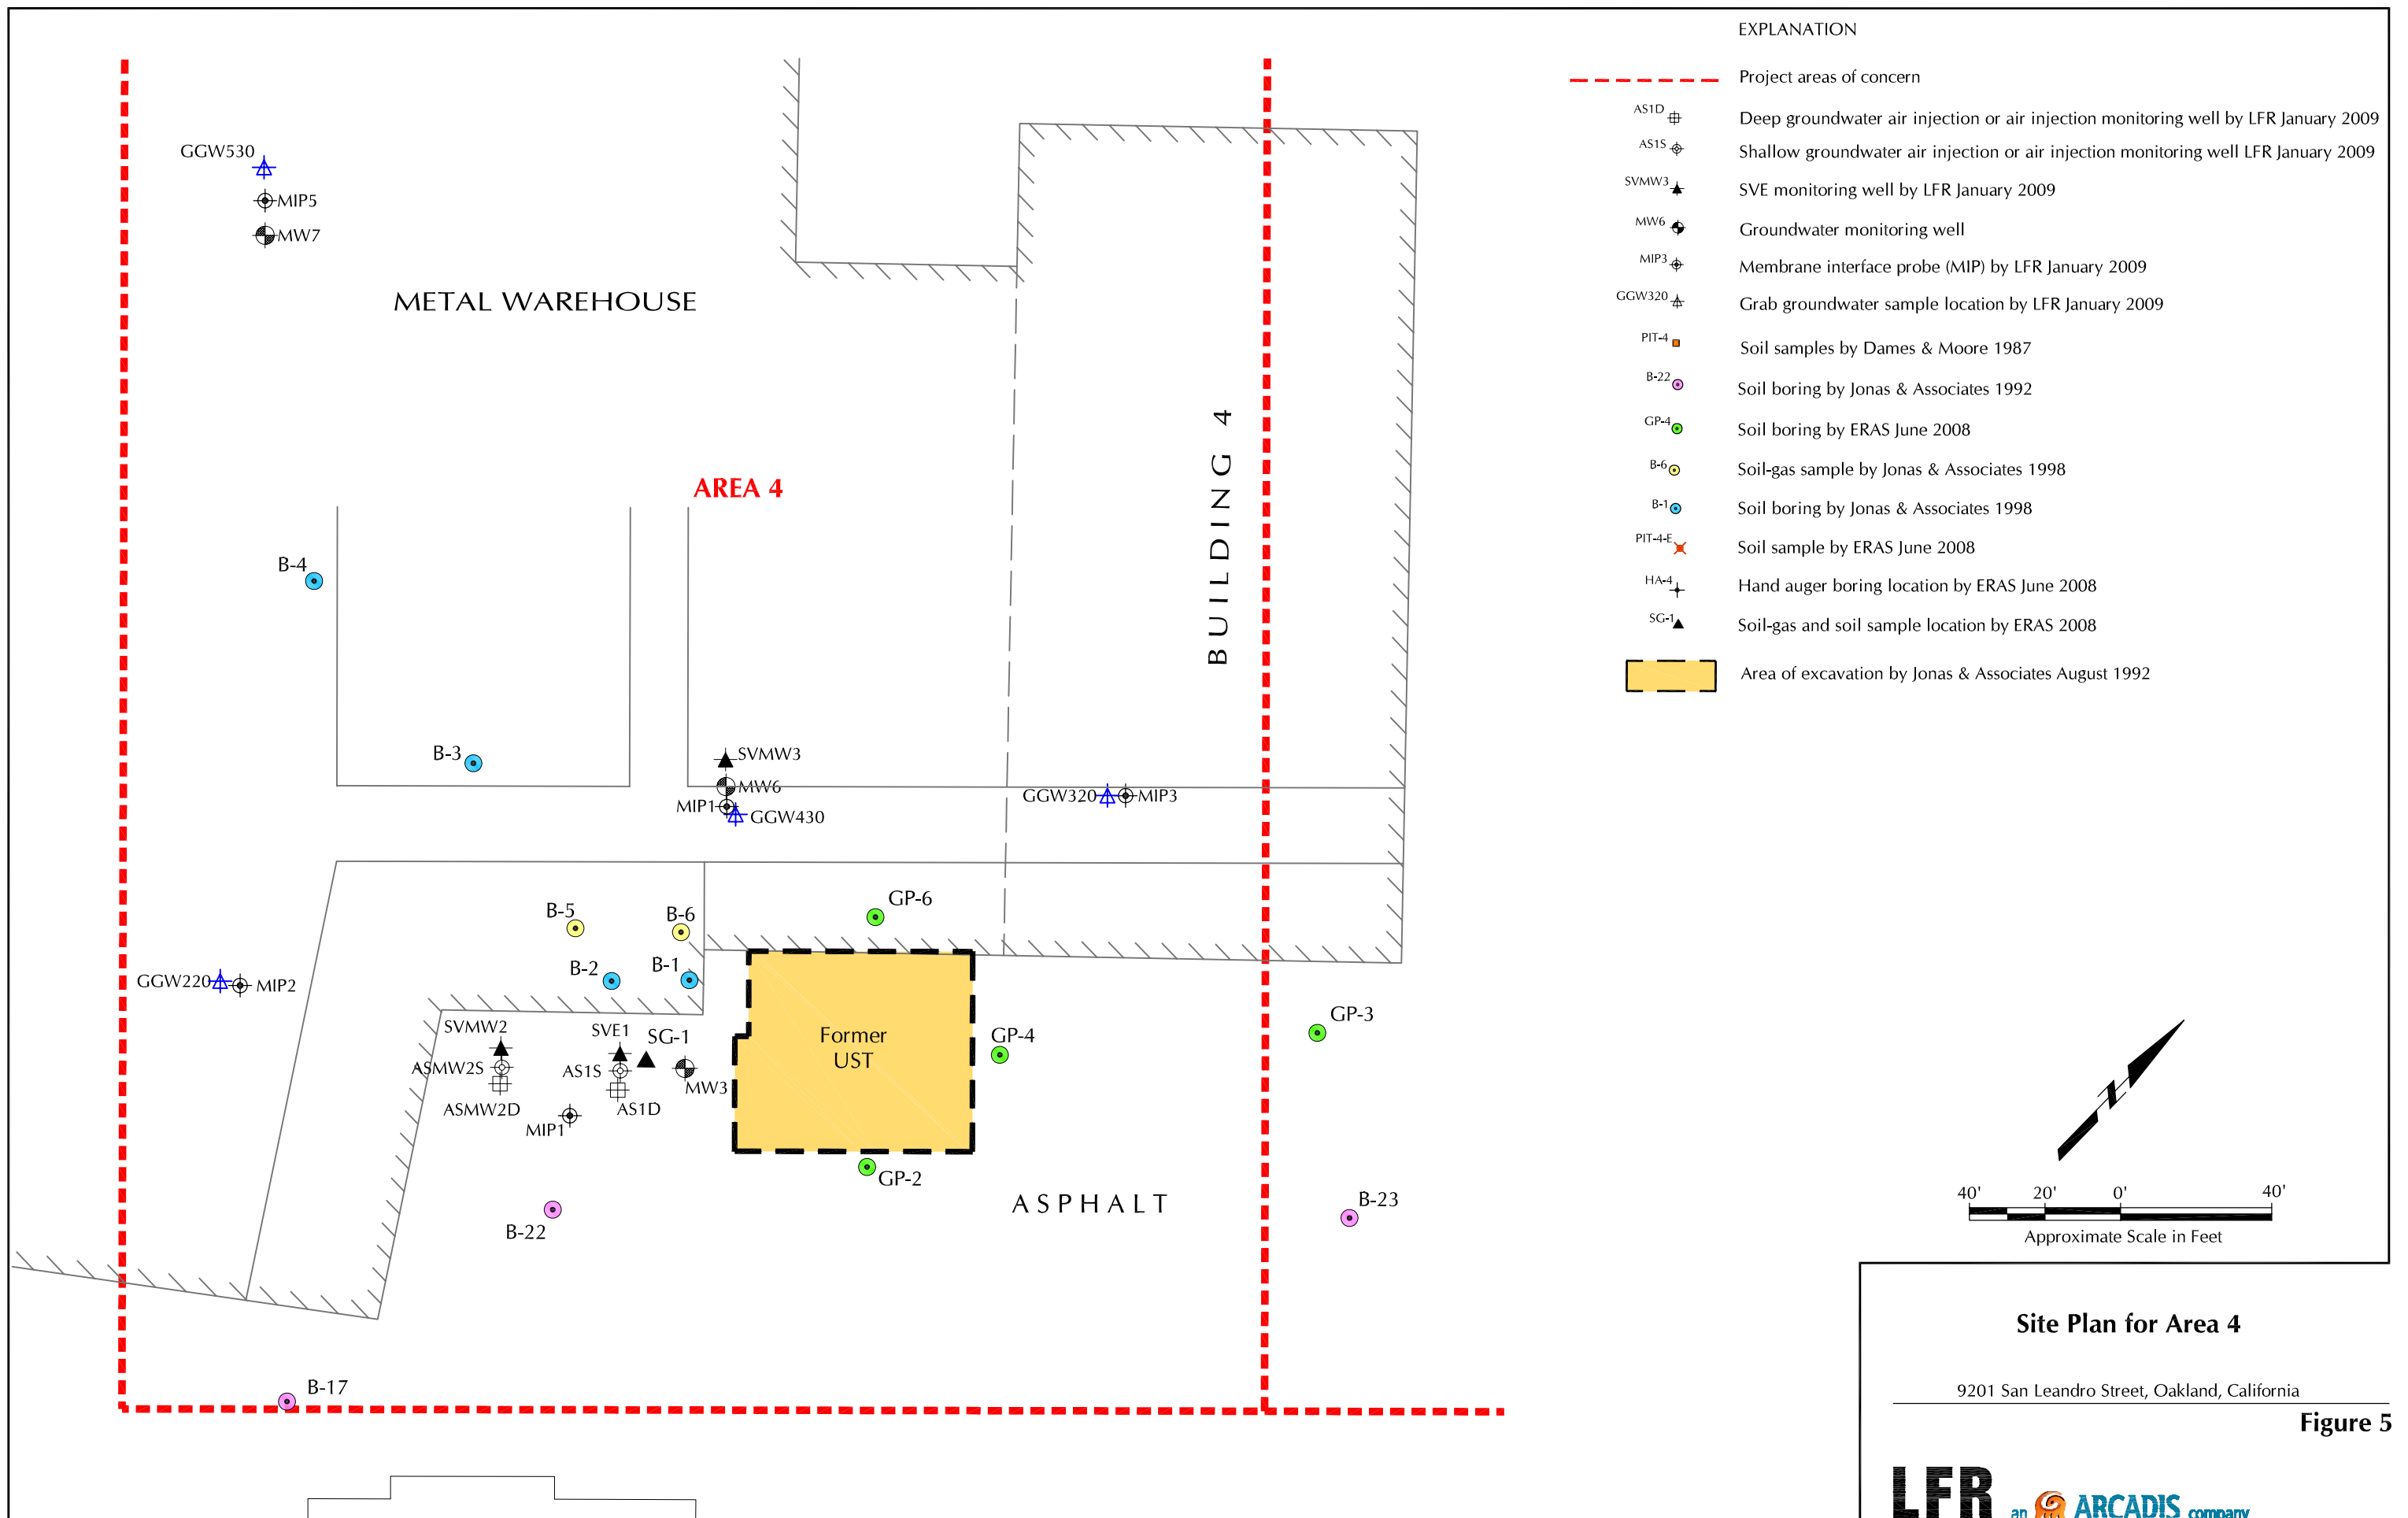 EXPLANATION
Project areas of concern
AS1D
Deep groundwater air injection or air injection monitoring well by LFR January 2009
AS1S
Shallow groundwater air injection or air injection monitoring well LFR January 2009
SVMW3
SVE monitoring well by LFR January 2009
MW6
Groundwater monitoring well
MIP3
Membrane interface probe (MIP) by LFR January 2009
GGW320
Grab groundwater sample location by LFR January 2009
PIT-4
Soil samples by Dames & Moore 1987
B-22
Soil boring by Jonas & Associates 1992
GP-4
Soil boring by ERAS June 2008
B-6
Soil-gas sample by Jonas & Associates 1998
B-1
Soil boring by Jonas & Associates 1998
PIT-4-E
Soil sample by ERAS June 2008
HA-4
Hand auger boring location by ERAS June 2008
SG-1
Soil-gas and soil sample location by ERAS 2008
Area of excavation by Jonas & Associates August 1992
GGW530
MIP5
MW7
METAL WAREHOUSE
BUILDING 4
AREA 4
B-4
B-3
SVMW3
MW6
MIP1
GGW430
GGW320
MIP3
GP-6
B-5
B-6
B-2
B-1
GGW220
MIP2
SVMW2
SVE1
SG-1
ASMW2S
AS1S
MW3
ASMW2D
AS1D
MIP1
Former
UST
GP-4
GP-3
GP-2
ASPHALT
B-22
B-23
B-17
40' 20' 0' 40'
Approximate Scale in Feet
Site Plan for Area 4
9201 San Leandro Street, Oakland, California
Figure 5
LFR an ARCADIS company